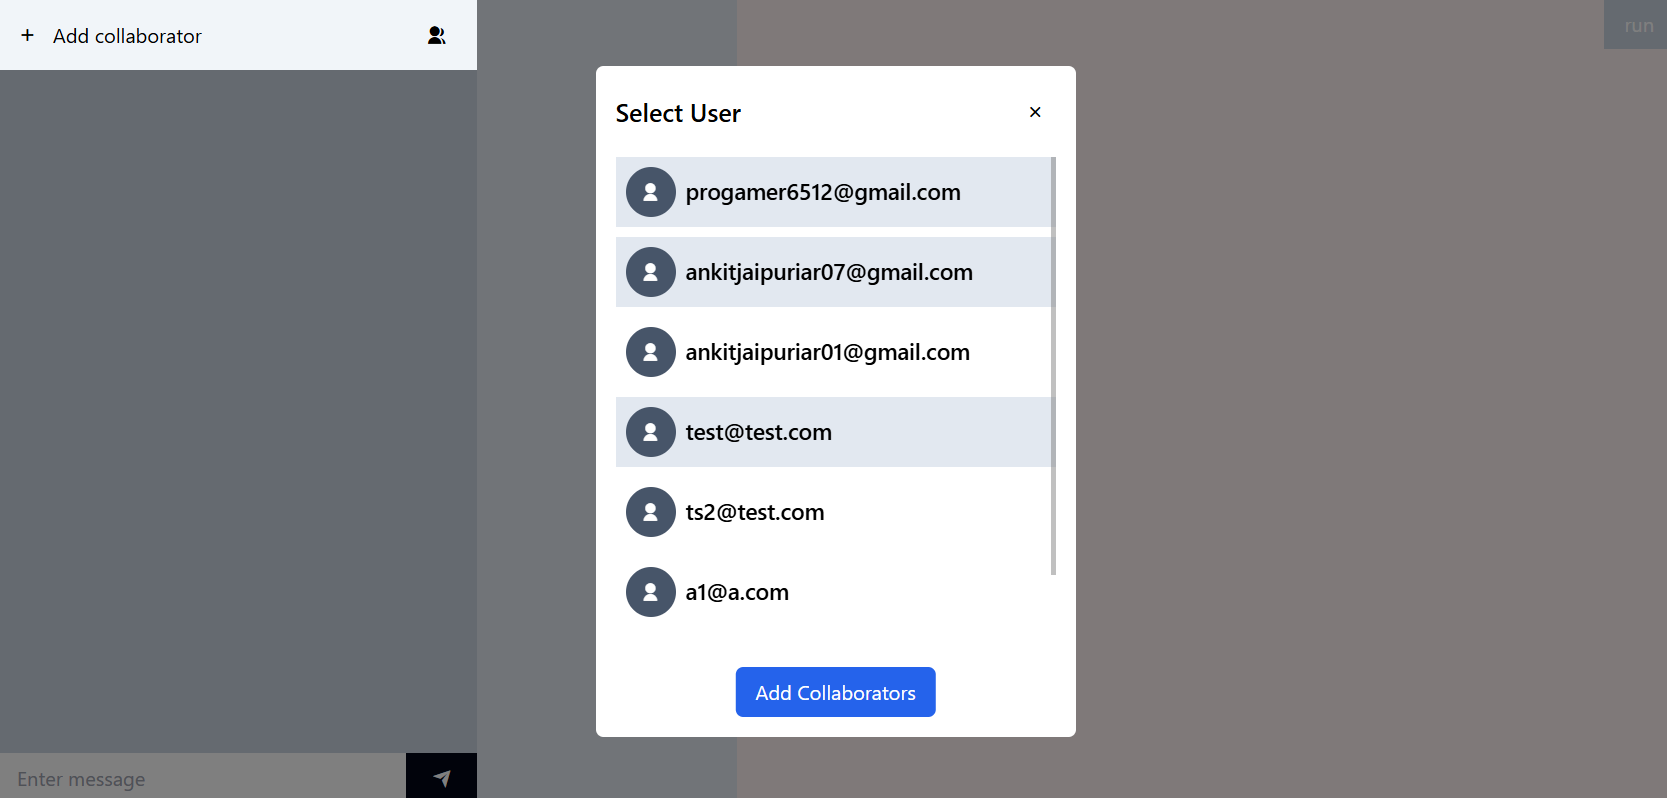 + Add collaborator
run
Select User
×
progamer6512@gmail.com
ankitjaipuriar07@gmail.com
ankitjaipuriar01@gmail.com
test@test.com
ts2@test.com
a1@a.com
Add Collaborators
Enter message